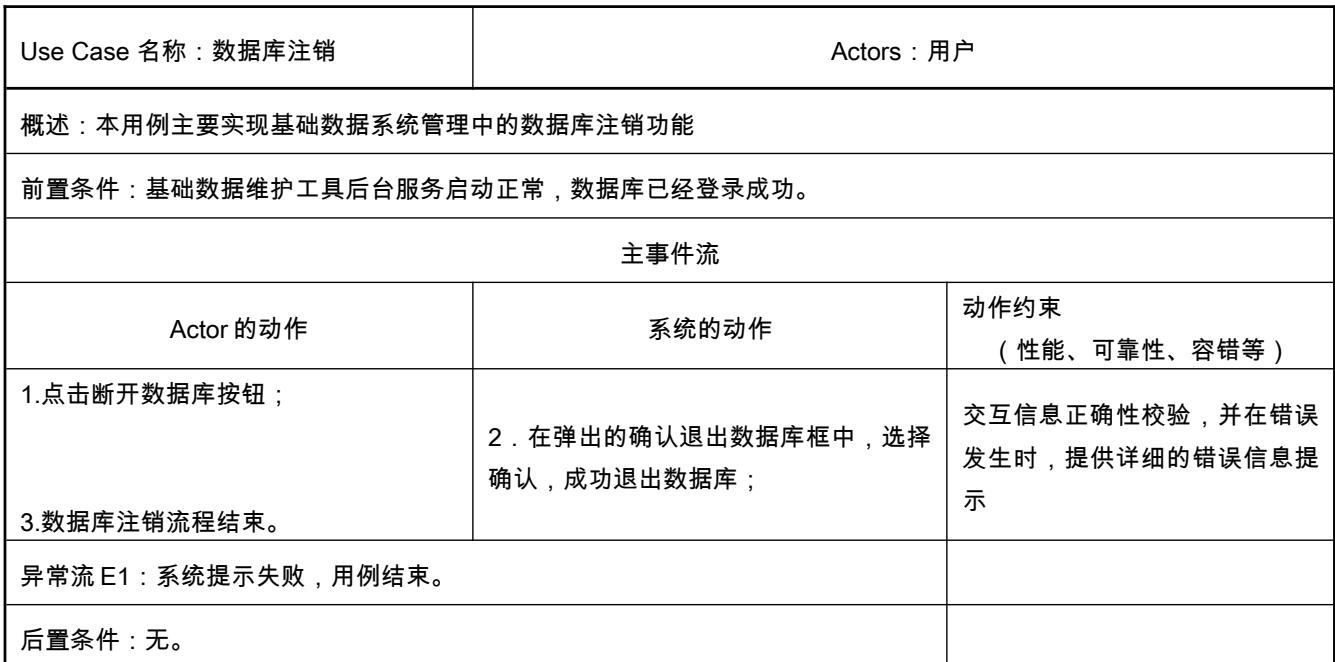 Use Case 名称：数据库注销
Actors：用户
概述：本用例主要实现基础数据系统管理中的数据库注销功能
前置条件：基础数据维护工具后台服务启动正常，数据库已经登录成功。
主事件流
Actor 的动作
系统的动作
动作约束
（性能、可靠性、容错等）
1.点击断开数据库按钮；
3.数据库注销流程结束。
2．在弹出的确认退出数据库框中，选择
确认，成功退出数据库；
交互信息正确性校验，并在错误
发生时，提供详细的错误信息提
示
异常流 E1：系统提示失败，用例结束。
后置条件：无。